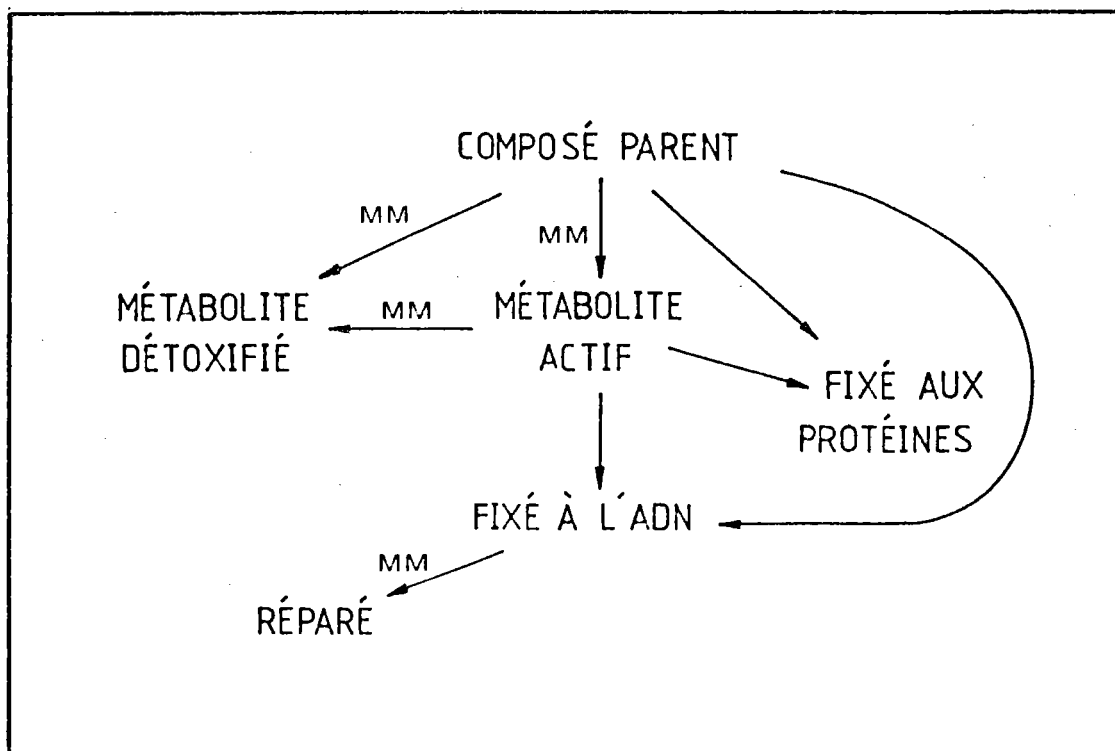 COMPOSÉ PARENT
MM
MM
MÉTABOLITE
DÉTOXIFIÉ
MM
MÉTABOLITE
ACTIF
FIXÉ AUX
PROTÉINES
FIXÉ À L'ADN
MM
RÉPARÉ